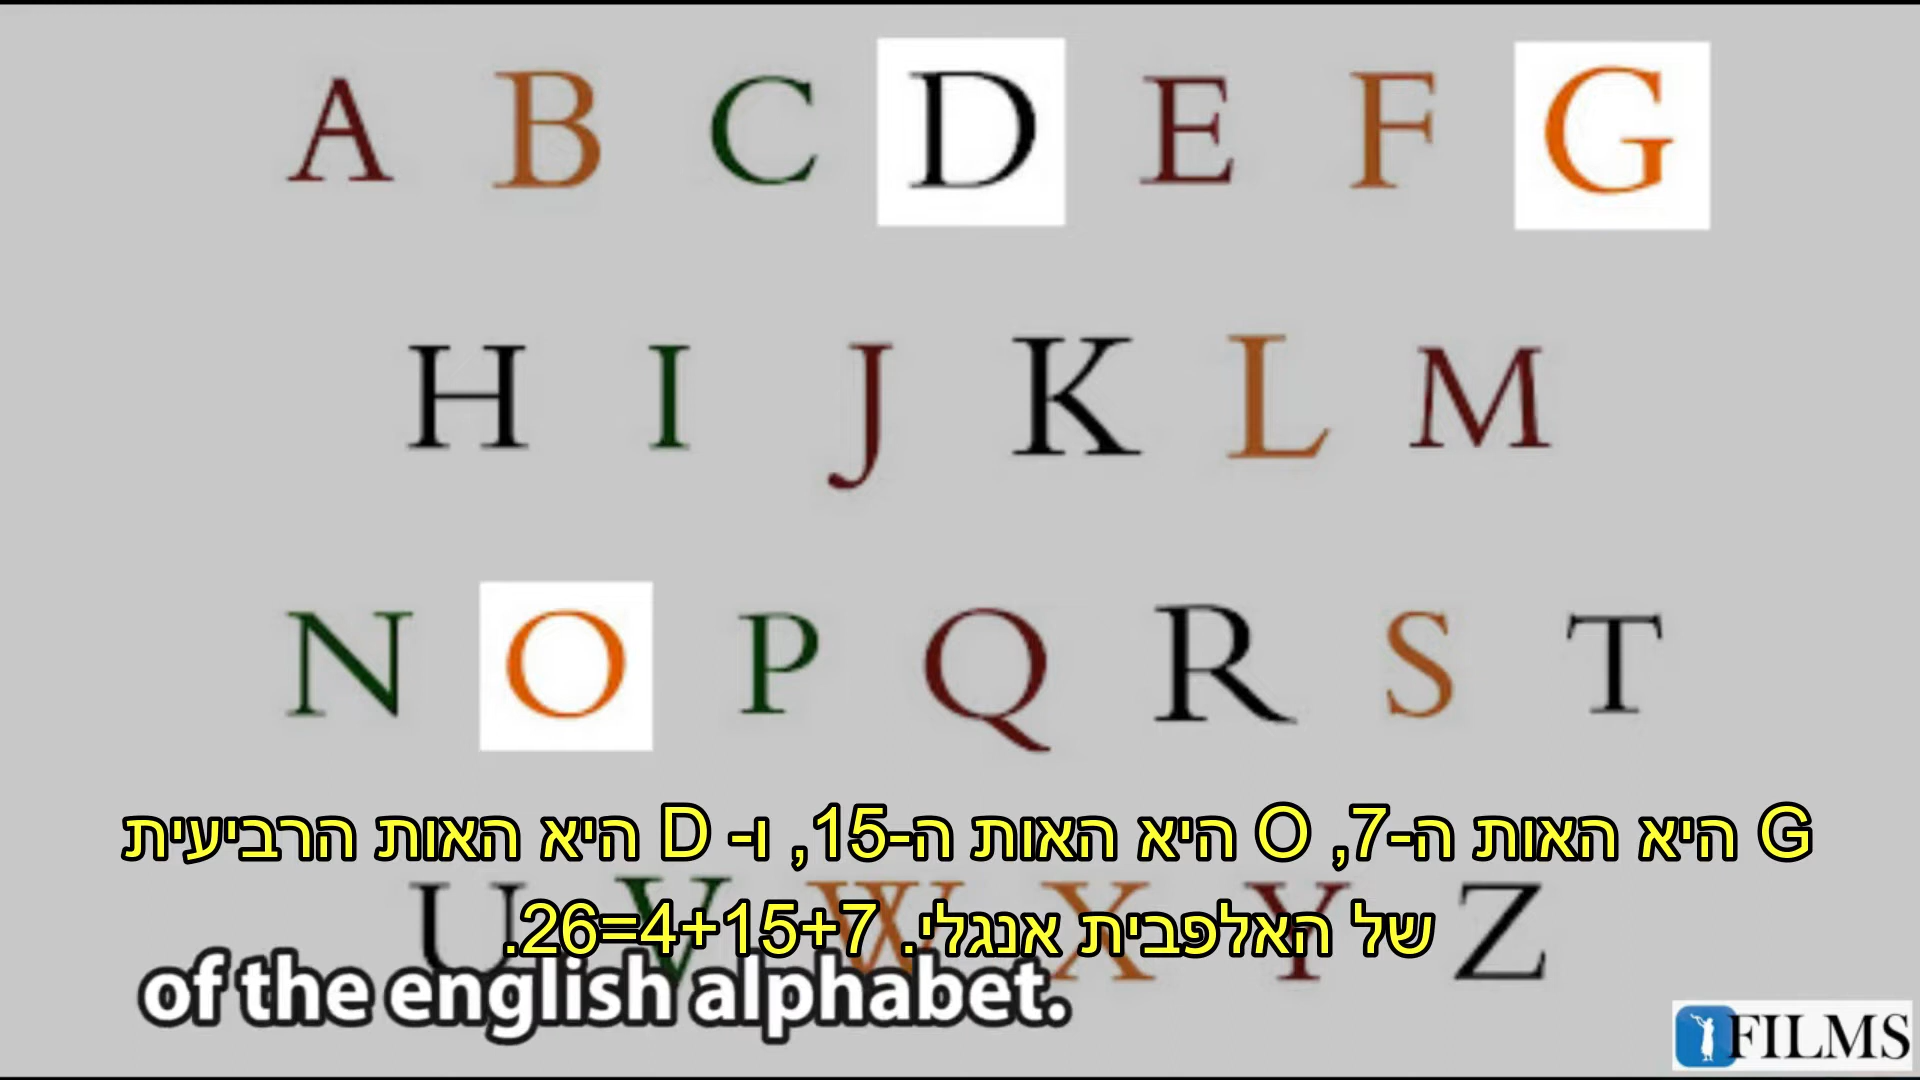 A B C D E F G
H I J K L M
N O P Q R S T
U V W X Y Z
G היא האות ה-7, O היא האות ה-15, ו- D היא האות הרביעית
של האלפבית אנגלי. 7+15+4=26.
of the english alphabet.
FILMS